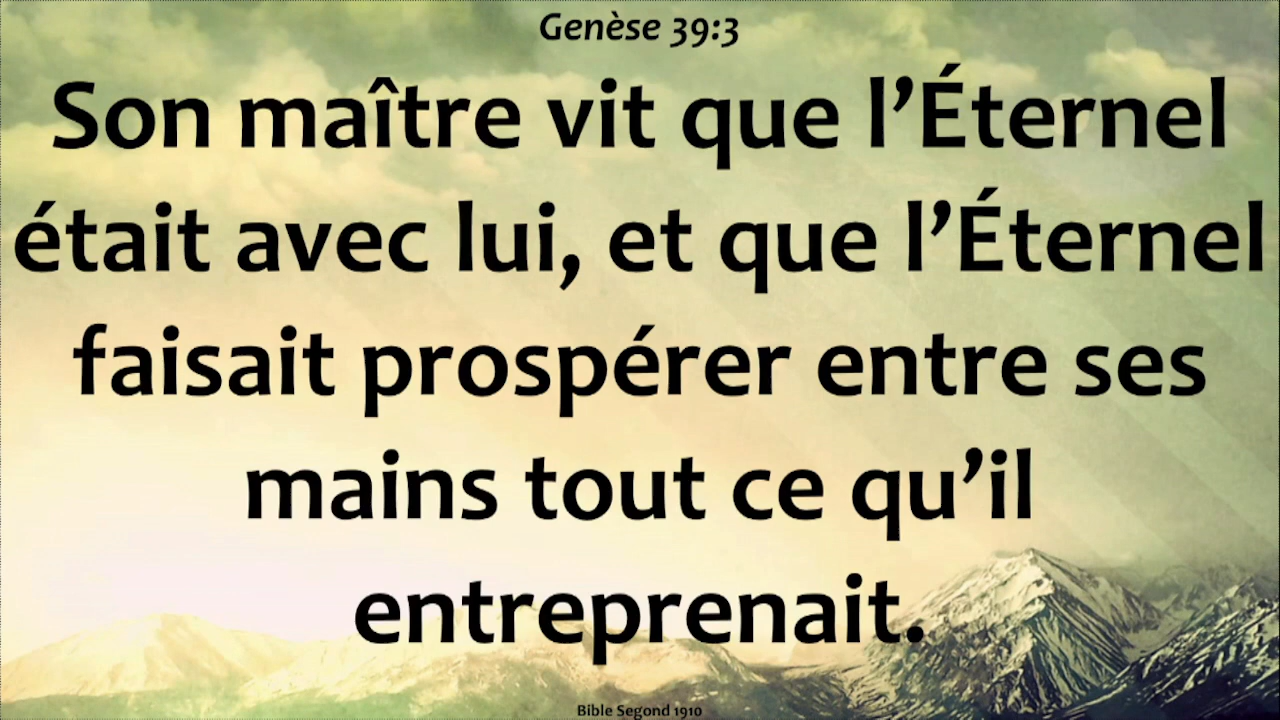 Genèse 39:3
Son maître vit que l’Éternel
était avec lui, et que l’Éternel
faisait prospérer entre ses
mains tout ce qu’il
entreprenait.
Bible Segond 1910